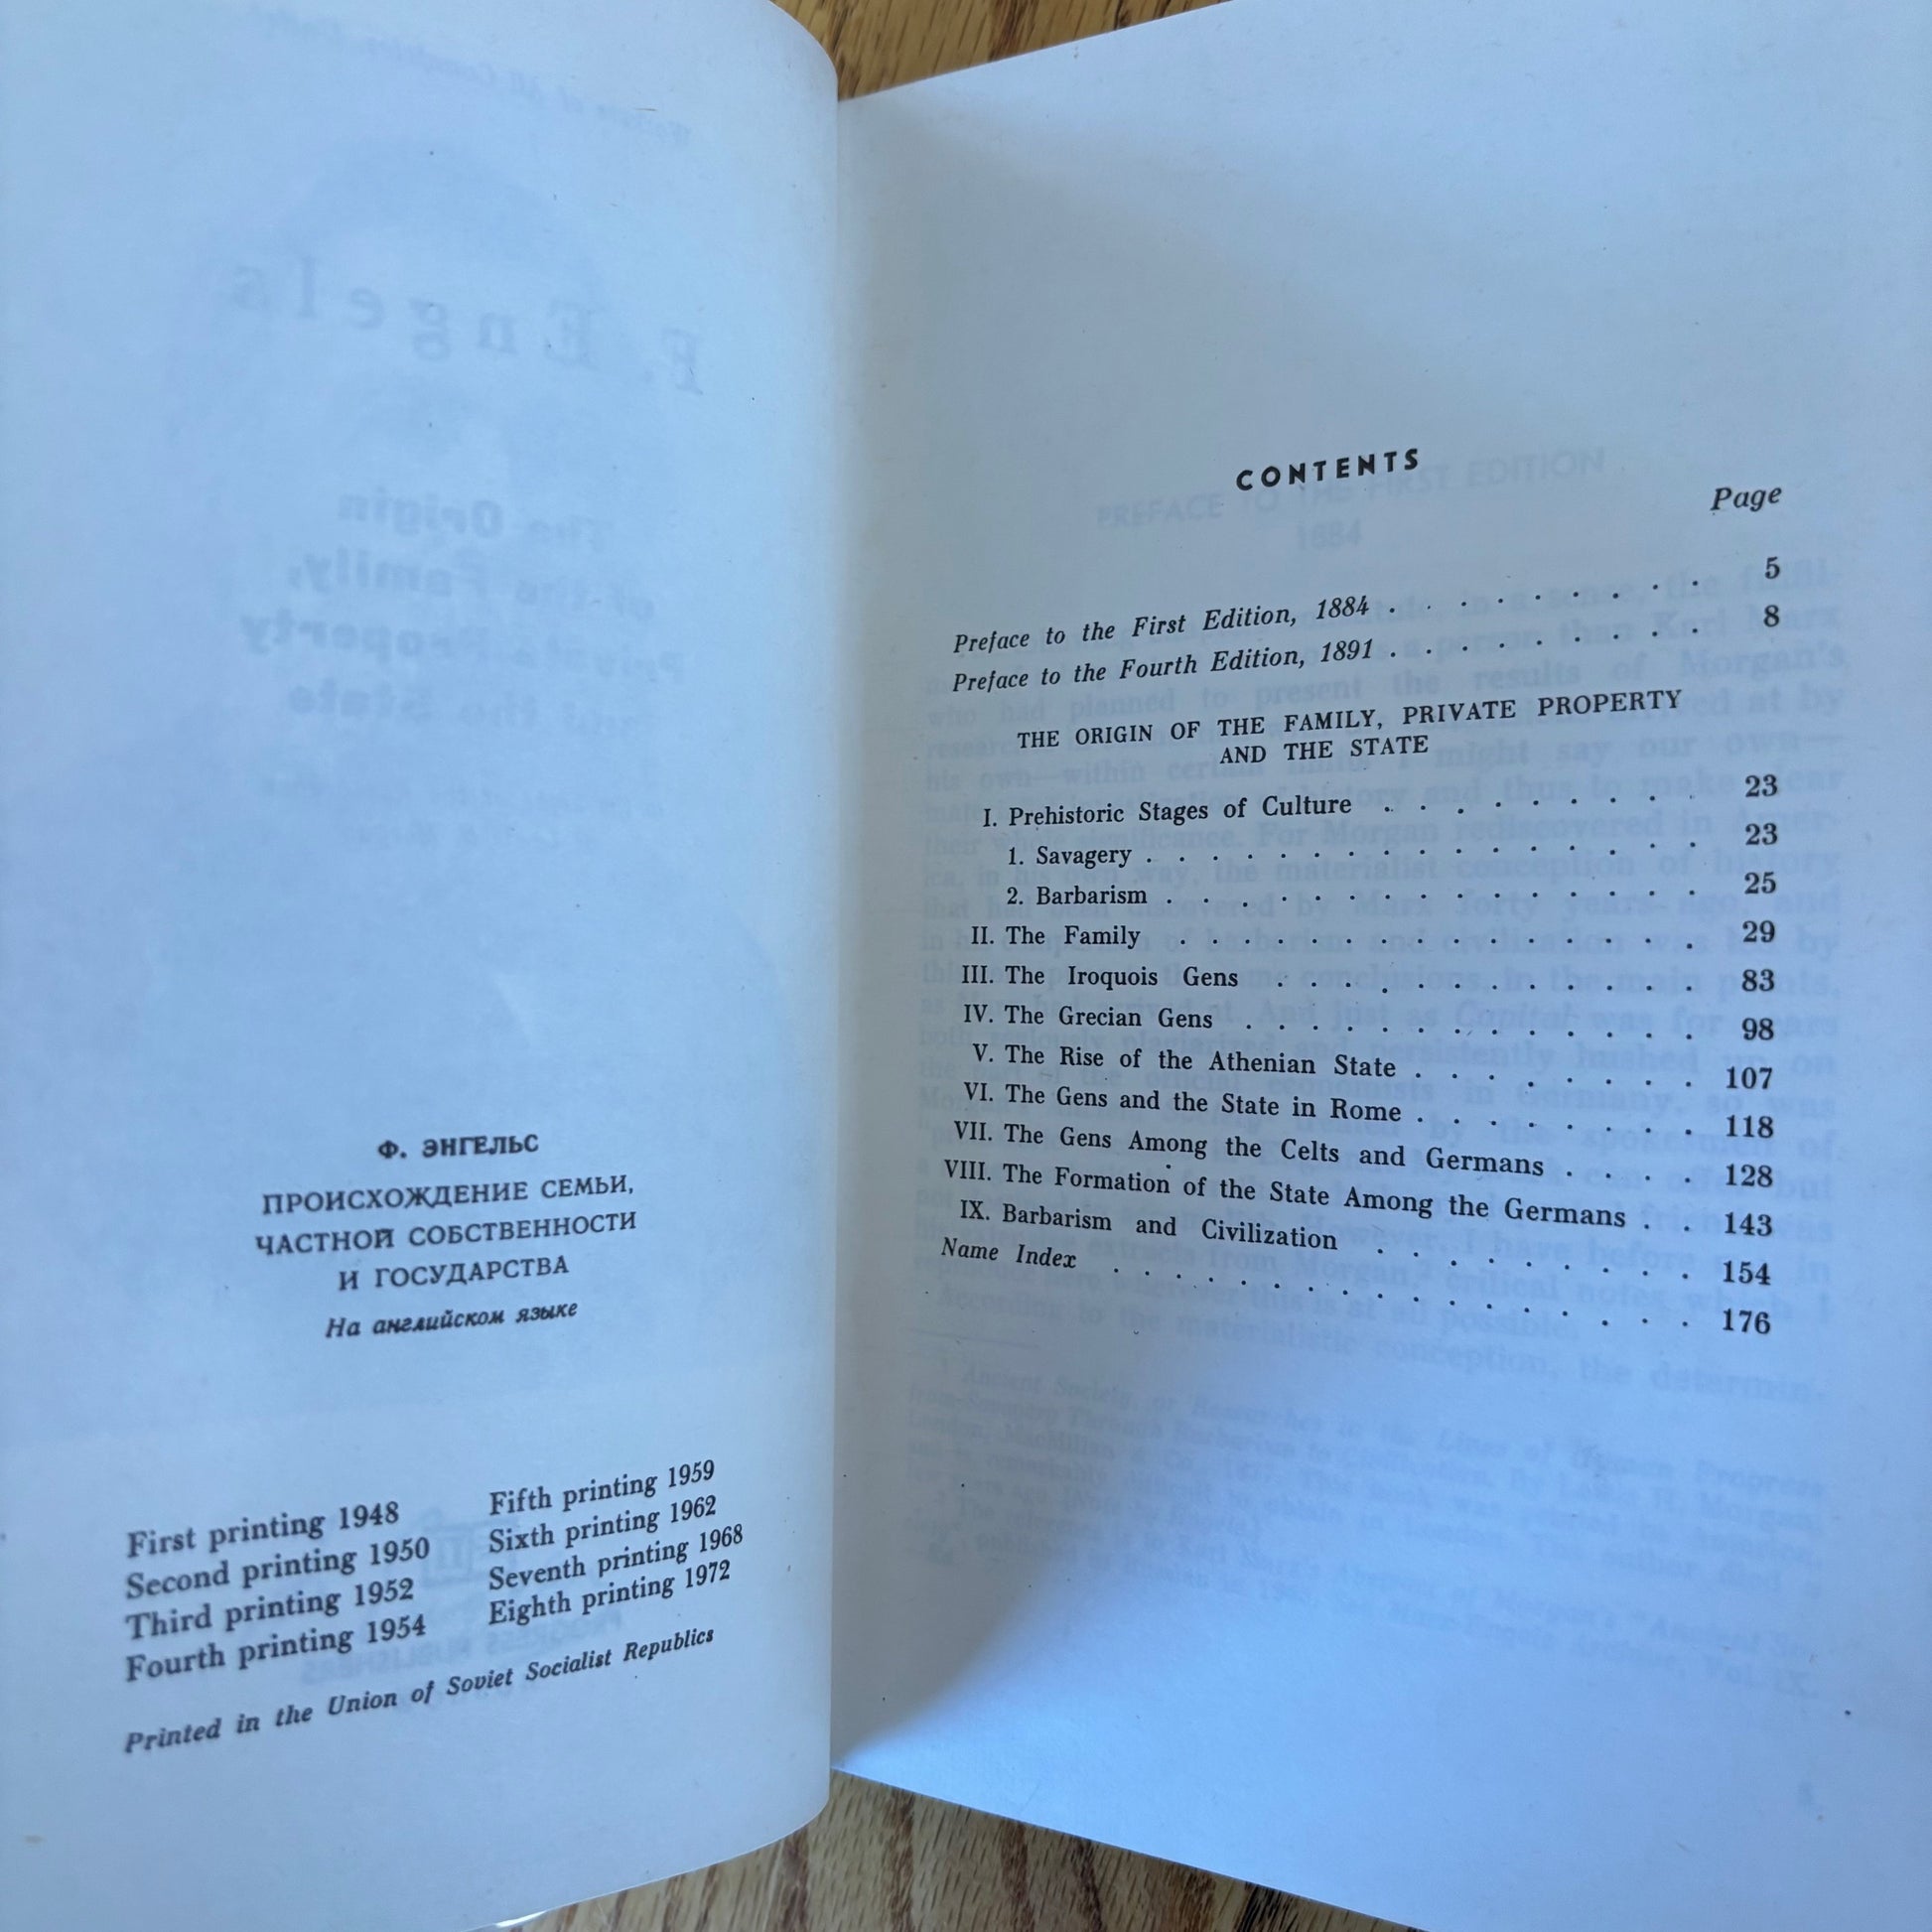 Ф. ЭНГЕЛЬС
ПРОИСХОЖДЕНИЕ СЕМЬИ,
ЧАСТНОЙ СОБСТВЕННОСТИ
И ГОСУДАРСТВА
На английском языке
First printing 1948
Second printing 1950
Third printing 1952
Fourth printing 1954
Fifth printing 1959
Sixth printing 1962
Seventh printing 1968
Eighth printing 1972
Printed in the Union of Soviet Socialist Republics
CONTENTS
Page
Preface to the First Edition, 1884 . . . . . . . . . 5
Preface to the Fourth Edition, 1891 . . . . . . . . . 8
THE ORIGIN OF THE FAMILY, PRIVATE PROPERTY
AND THE STATE
I. Prehistoric Stages of Culture . . . . . . . . . 23
1. Savagery . . . . . . . . . . . . . . . . 23
2. Barbarism . . . . . . . . . . . . . . . 25
II. The Family . . . . . . . . . . . . . . . 29
III. The Iroquois Gens . . . . . . . . . . . . 83
IV. The Grecian Gens . . . . . . . . . . . . . 98
V. The Rise of the Athenian State . . . . . . . . 107
VI. The Gens and the State in Rome . . . . . . . . 118
VII. The Gens Among the Celts and Germans . . . . 128
VIII. The Formation of the State Among the Germans . . 143
IX. Barbarism and Civilization . . . . . . . . . 154
Name Index . . . . . . . . . . . . . . . . 176